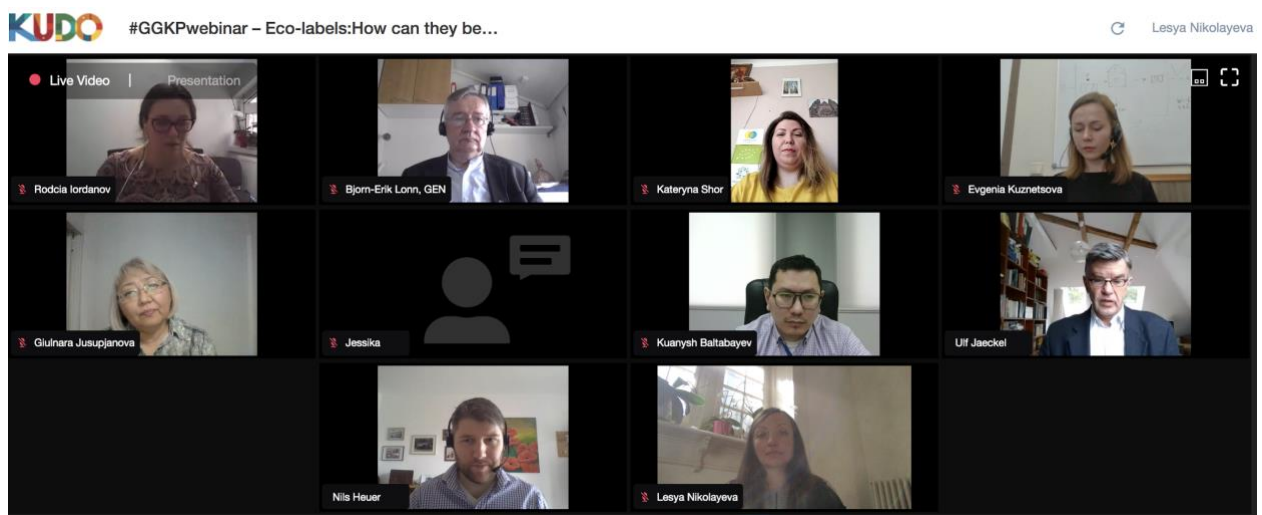 KUDO
#GGKPwebinar – Eco-labels:How can they be...
Lesya Nikolayeva
Live Video | Presentation
Rodcia Iordanov
Bjorn-Erik Lonn, GEN
Kateryna Shor
Evgenia Kuznetsova
Giulnara Jusupjanova
Jessika
Kuanysh Baltabayev
Ulf Jaeckel
Nils Heuer
Lesya Nikolayeva